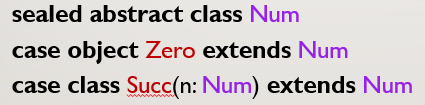 sealed abstract class Num
case object Zero extends Num
case class Succ(n: Num) extends Num